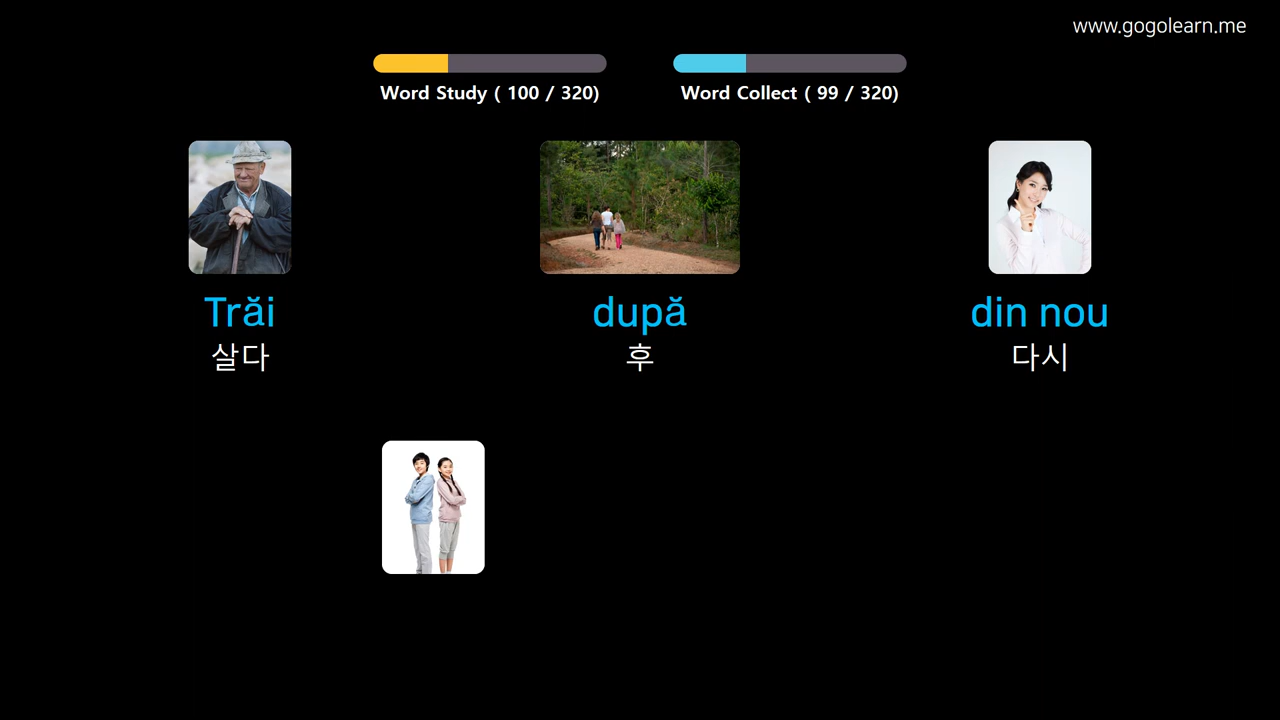 www.gogolearn.me
Word Study ( 100 / 320)
Word Collect ( 99 / 320)
Trăi
살다
după
후
din nou
다시